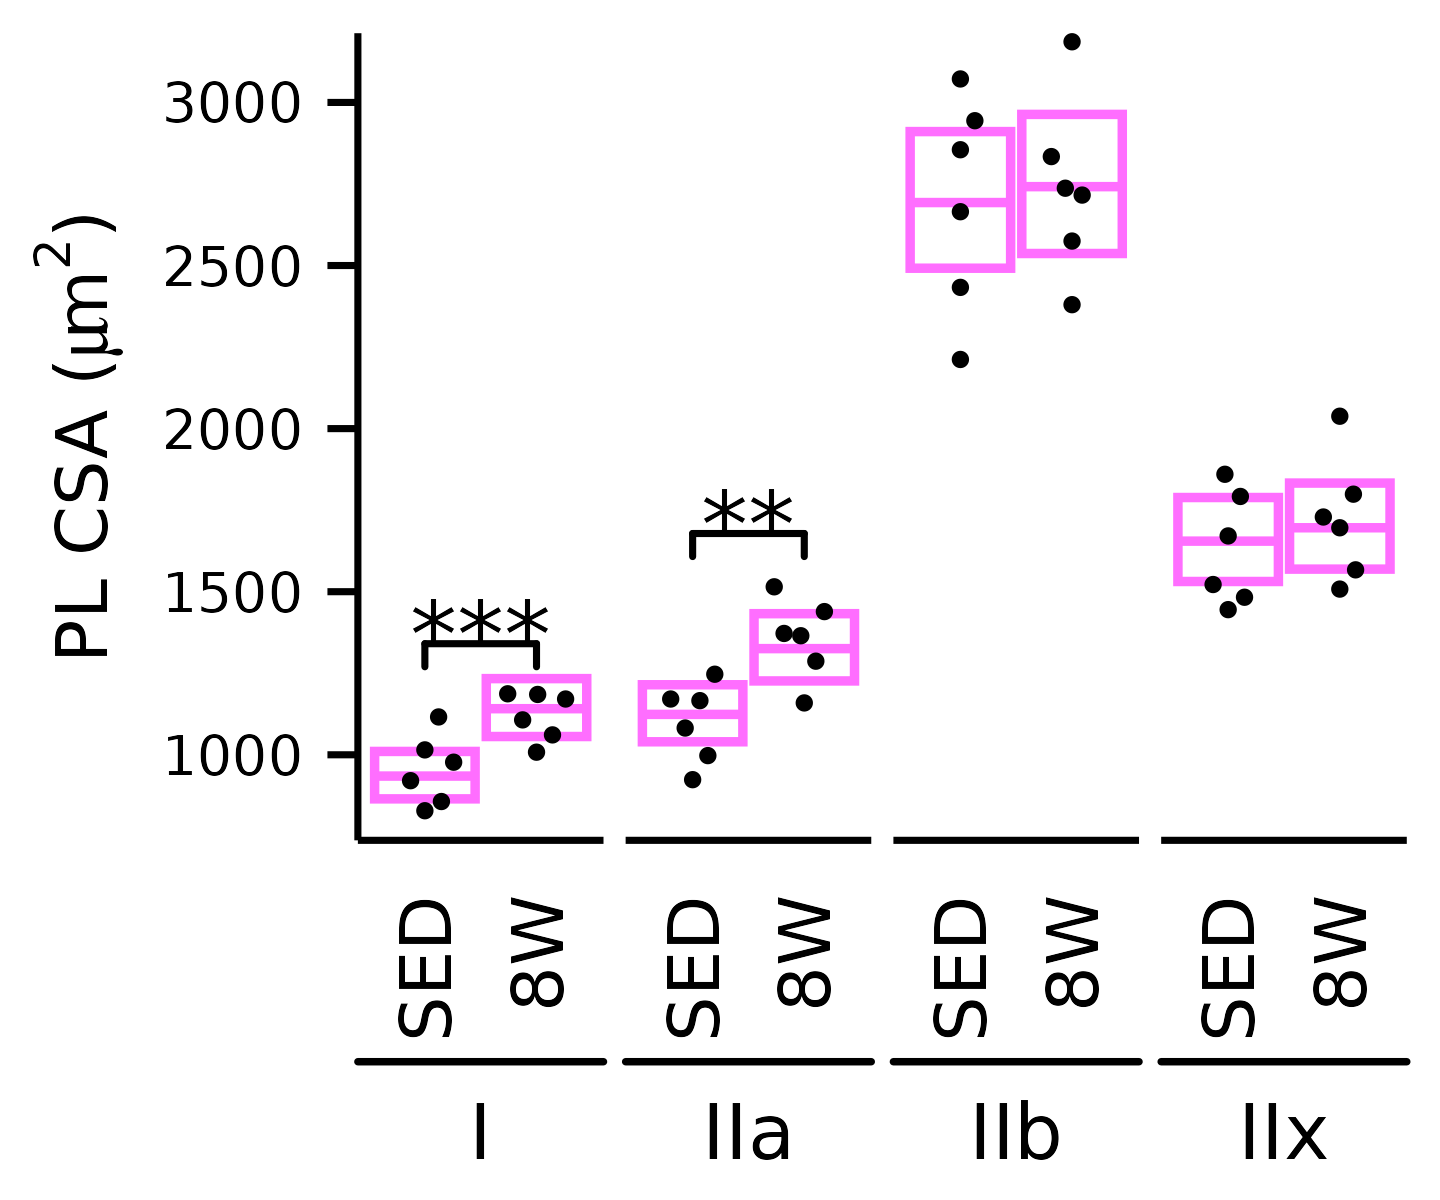 PL CSA (μm²)
3000
2500
2000
1500
1000
***
**
SED 8W SED 8W SED 8W SED 8W
I IIa IIb IIx